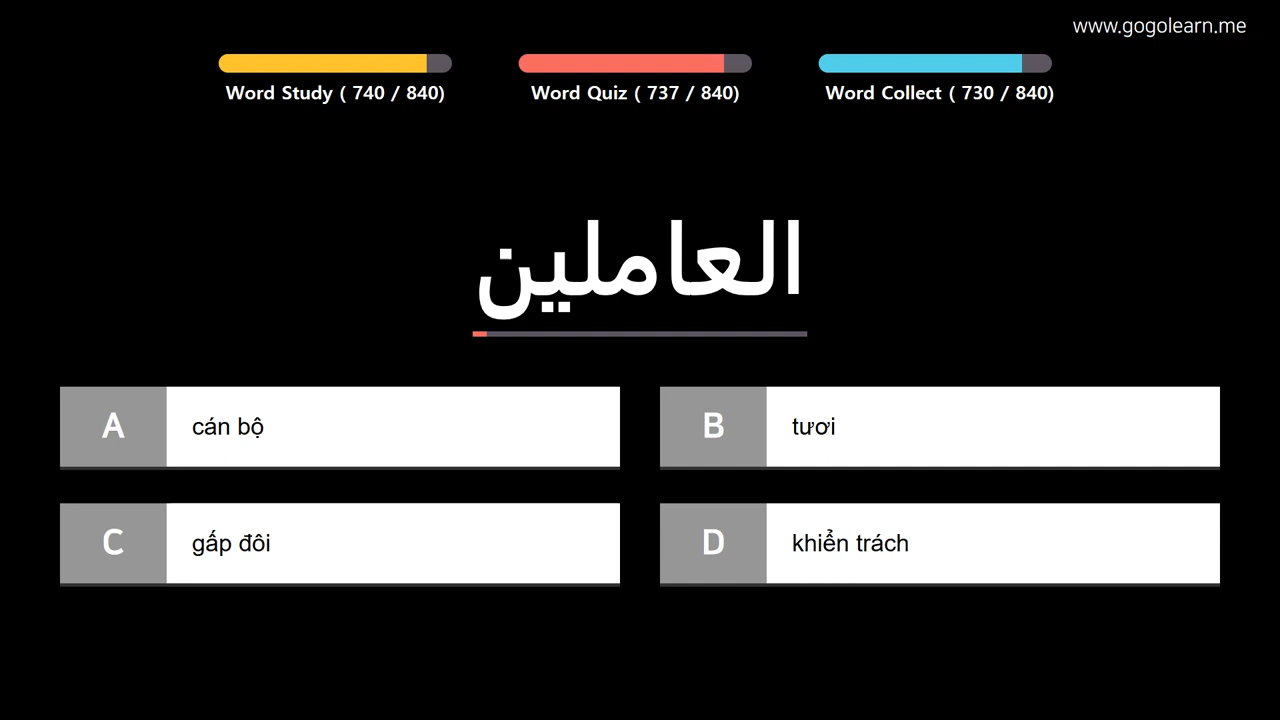 www.gogolearn.me
Word Study ( 740 / 840)
Word Quiz ( 737 / 840)
Word Collect ( 730 / 840)
العاملين
A cán bộ
B tươi
C gấp đôi
D khiển trách